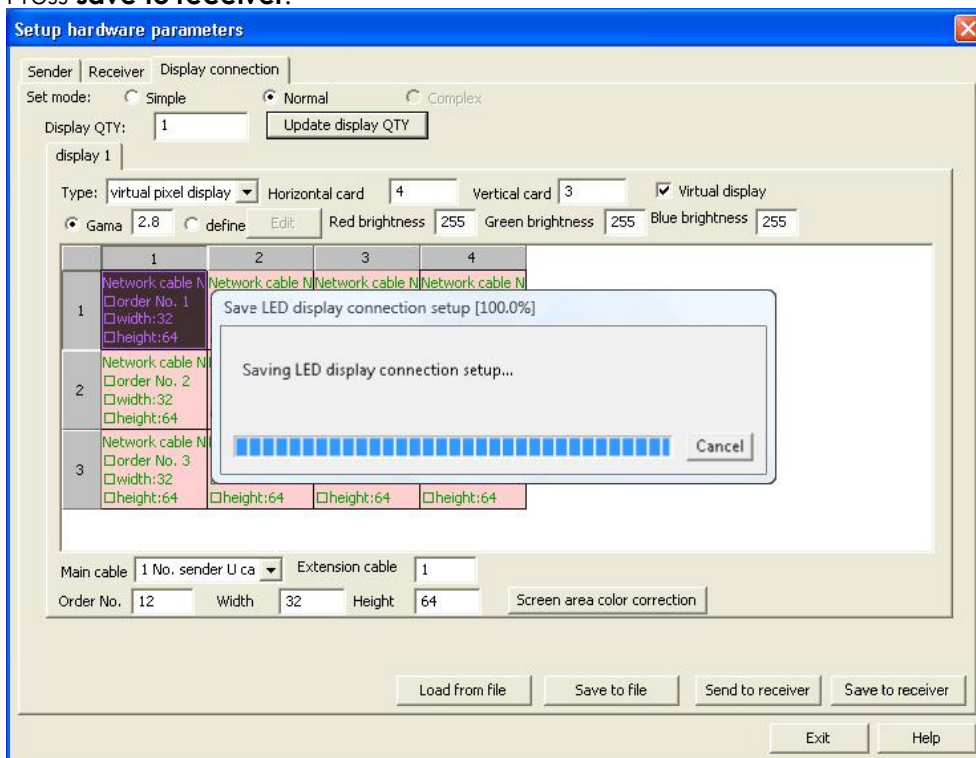 Press Save to receiver.
Setup hardware parameters
Sender Receiver Display connection
Set mode: Simple Normal Complex
Display QTY: 1 Update display QTY
display 1
Type: virtual pixel display Horizontal card 4 Vertical card 3 Virtual display
Gama 2.8 define Edit Red brightness 255 Green brightness 255 Blue brightness 255
1 2 3 4
Network cable N Network cable N Network cable N Network cable N
1 order No. 1
width:32
height:64
Save LED display connection setup [100.0%]
Saving LED display connection setup...
Cancel
Network cable N
2 order No. 2
width:32
height:64
Network cable N
3 order No. 3
width:32
height:64 height:64 height:64 height:64
Main cable 1 No. sender U ca Extension cable 1
Order No. 12 Width 32 Height 64 Screen area color correction
Load from file Save to file Send to receiver Save to receiver
Exit Help